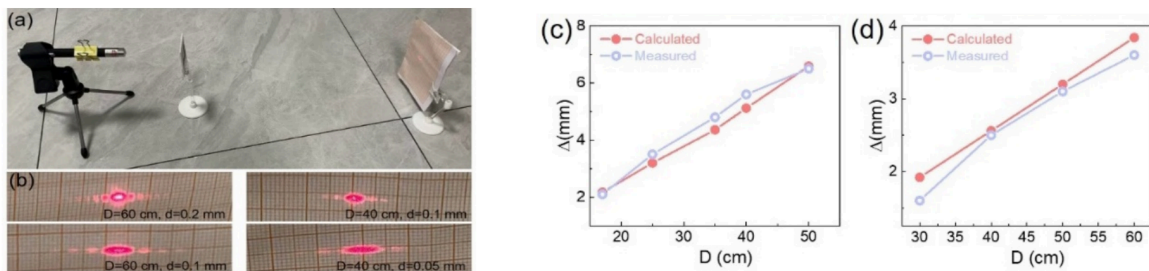 (a)
(b)
D=60 cm, d=0.2 mm
D=40 cm, d=0.1 mm
D=60 cm, d=0.1 mm
D=40 cm, d=0.05 mm
(c)
8
6
4
2
Δ(mm)
Calculated
Measured
20 30 40 50
D (cm)
(d)
4
3
2
Δ(mm)
Calculated
Measured
30 35 40 45 50 55 60
D (cm)